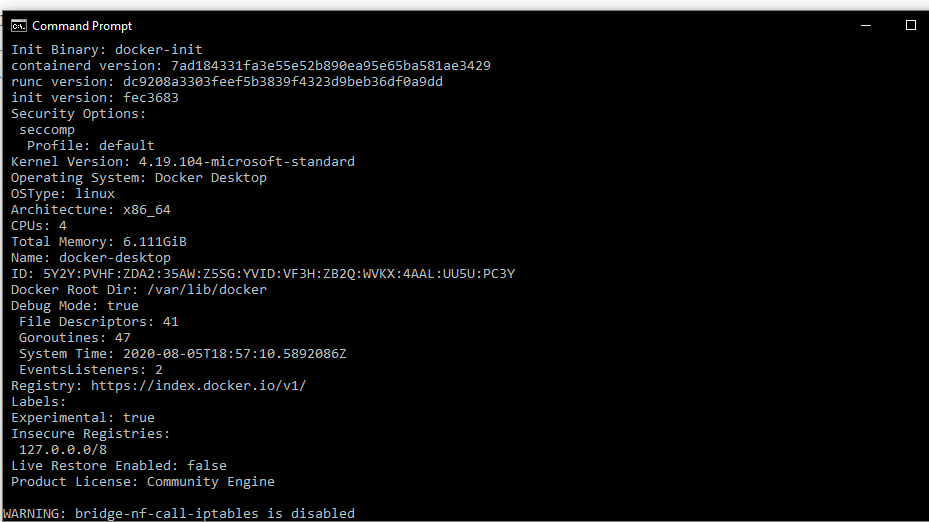 Command Prompt
Init Binary: docker-init
containerd version: 7ad184331fa3e55e52b890ea95e65ba581ae3429
runc version: dc9208a3303feef5b3839f4323d9beb36df0a9dd
init version: fec3683
Security Options:
seccomp
Profile: default
Kernel Version: 4.19.104-microsoft-standard
Operating System: Docker Desktop
OSType: linux
Architecture: x86_64
CPUs: 4
Total Memory: 6.111GiB
Name: docker-desktop
ID: 5Y2Y:PVHF:ZDA2:35AW:Z5SG:YVID:VF3H:ZB2Q:WVKX:4AAL:UU5U:PC3Y
Docker Root Dir: /var/lib/docker
Debug Mode: true
File Descriptors: 41
Goroutines: 47
System Time: 2020-08-05T18:57:10.5892086Z
EventsListeners: 2
Registry: https://index.docker.io/v1/
Labels:
Experimental: true
Insecure Registries:
127.0.0.0/8
Live Restore Enabled: false
Product License: Community Engine
WARNING: bridge-nf-call-iptables is disabled